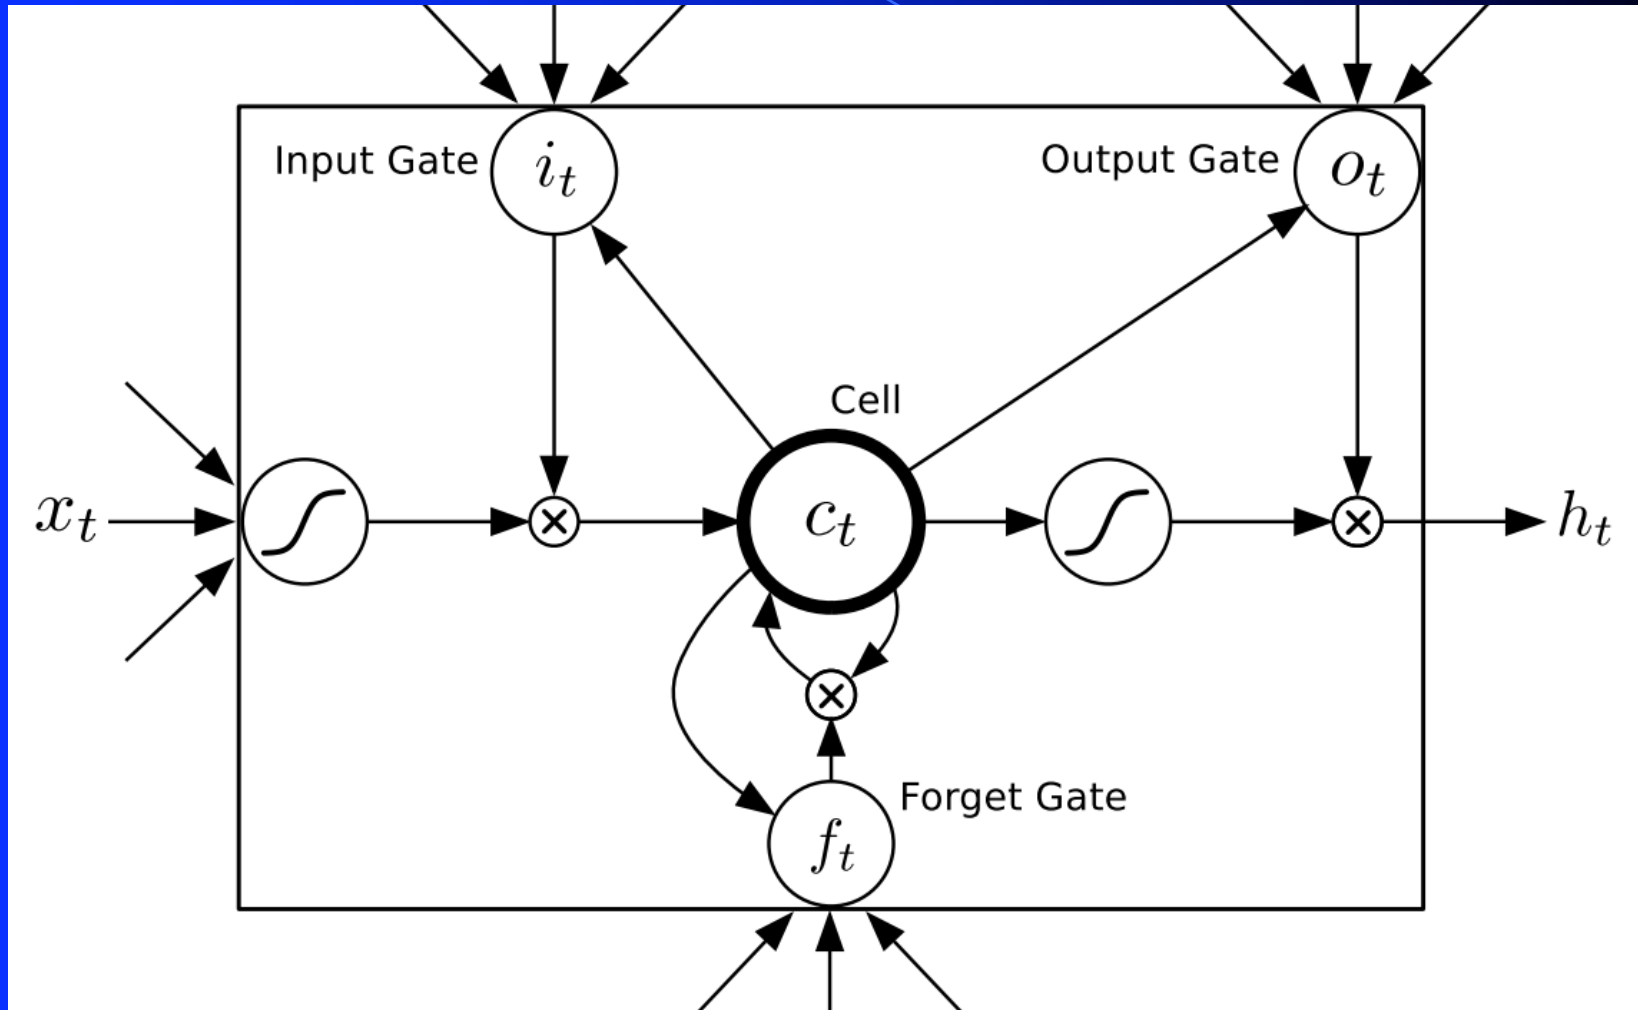 Input Gate
i_t
Output Gate
o_t
Cell
x_t
c_t
h_t
Forget Gate
f_t